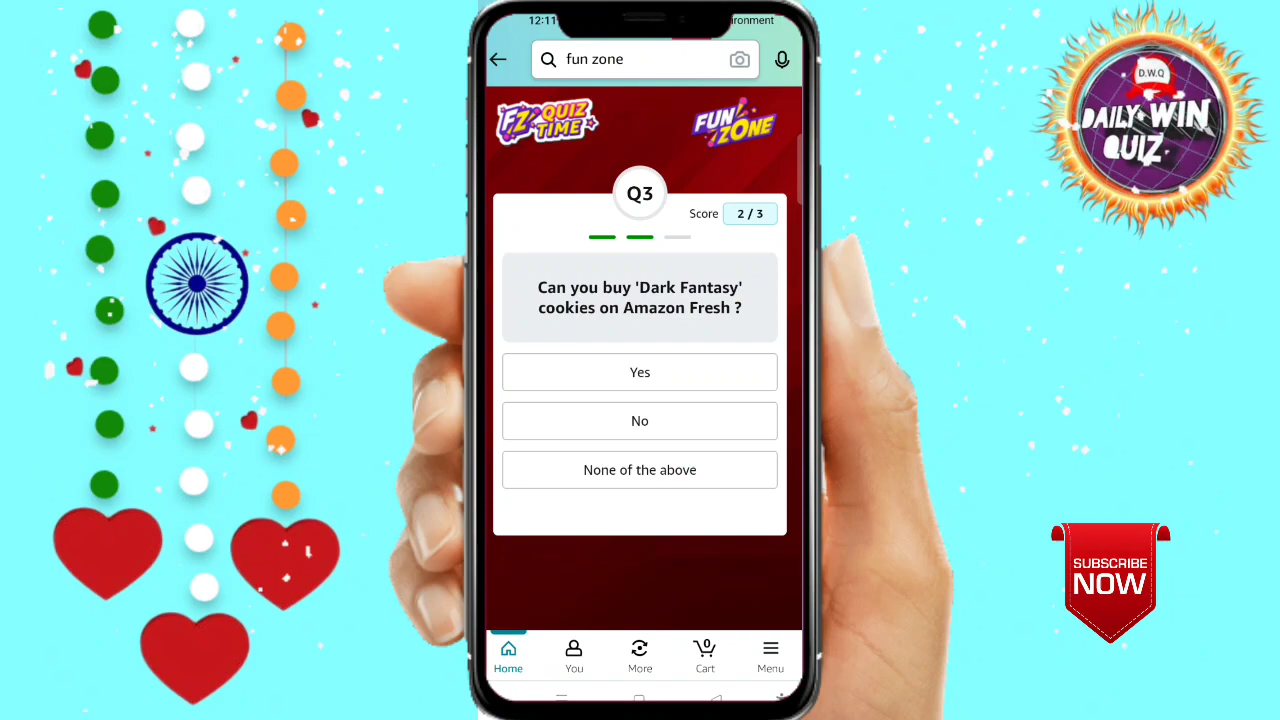 12:11
ironment
fun zone
FZ QUIZ
TIME
FUN
ZONE
Q3
Score 2 / 3
Can you buy 'Dark Fantasy'
cookies on Amazon Fresh ?
Yes
No
None of the above
0
Home
You
More
Cart
Menu
D.W.Q
DAILY WIN
QUIZ
SUBSCRIBE
NOW